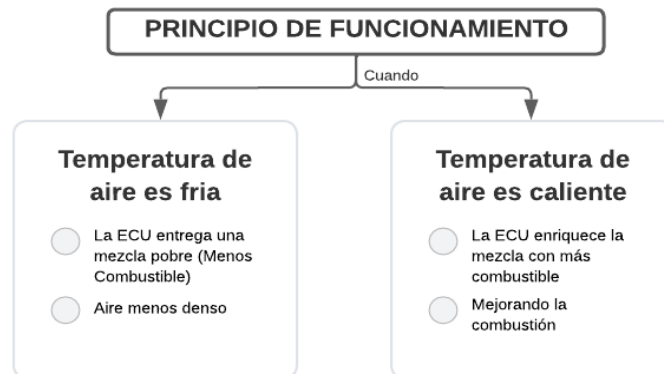 PRINCIPIO DE FUNCIONAMIENTO
Cuando
Temperatura de
aire es fria
La ECU entrega una
mezcla pobre (Menos
Combustible)
Aire menos denso
Temperatura de
aire es caliente
La ECU enriquece la
mezcla con más
combustible
Mejorando la
combustión